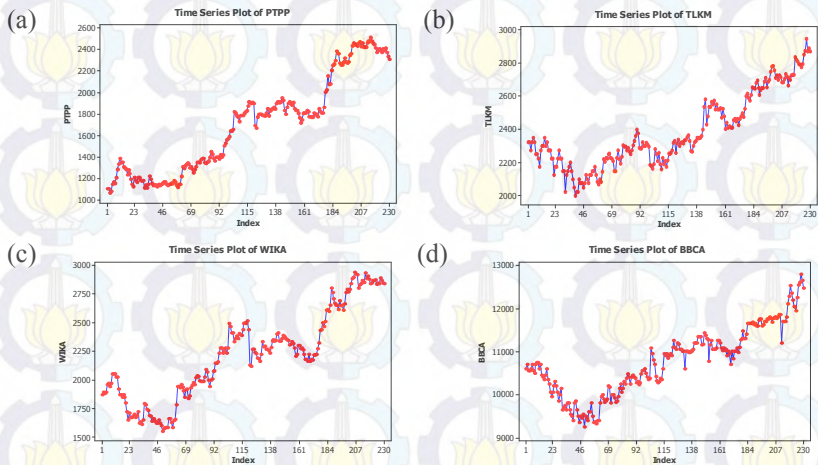 (a)
Time Series Plot of PTPP
2600
2400
2200
2000
1800
1600
1400
1200
1000
PTPP
1 23 46 69 92 115 138 161 184 207 230
Index
(b)
Time Series Plot of TLKM
3000
2800
2600
2400
2200
2000
TLKM
1 23 46 69 92 115 138 161 184 207 230
Index
(c)
Time Series Plot of WIKA
3000
2750
2500
2250
2000
1750
1500
WIKA
1 23 46 69 92 115 138 161 184 207 230
Index
(d)
Time Series Plot of BBCA
13000
12000
11000
10000
9000
BBCA
1 23 46 69 92 115 138 161 184 207 230
Index